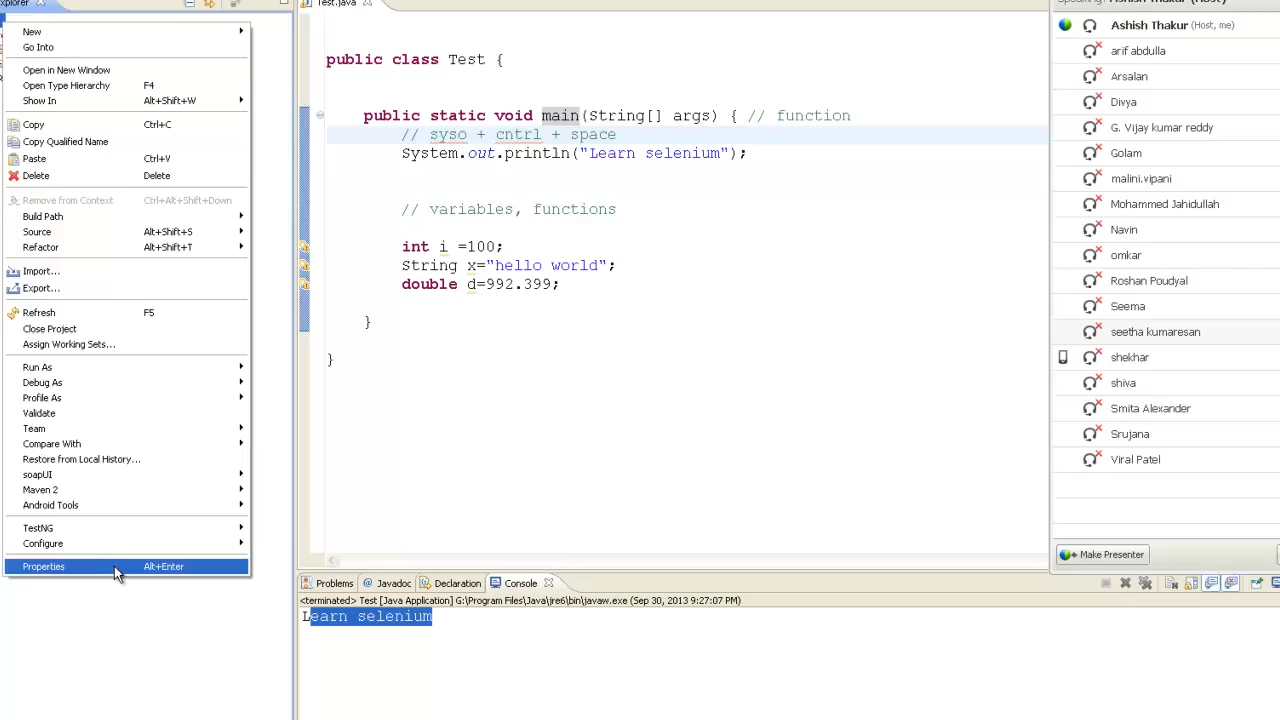 xplorer
Test.java
New
Go Into
Open in New Window
Open Type Hierarchy F4
Show In Alt+Shift+W
Copy Ctrl+C
Copy Qualified Name
Paste Ctrl+V
Delete Delete
Remove from Context Ctrl+Alt+Shift+Down
Build Path
Source Alt+Shift+S
Refactor Alt+Shift+T
Import...
Export...
Refresh F5
Close Project
Assign Working Sets...
Run As
Debug As
Profile As
Validate
Team
Compare With
Restore from Local History...
soapUI
Maven 2
Android Tools
TestNG
Configure
Properties Alt+Enter
public class Test {
public static void main(String[] args) { // function
// syso + cntrl + space
System.out.println("Learn selenium");
// variables, functions
int i =100;
String x="hello world";
double d=992.399;
}
}
Problems Javadoc Declaration Console
<terminated> Test [Java Application] G:\Program Files\Java\jre6\bin\javaw.exe (Sep 30, 2013 9:27:07 PM)
Learn selenium
Speaking: Ashish Thakur (Host)
Ashish Thakur (Host, me)
arif abdulla
Arsalan
Divya
G. Vijay kumar reddy
Golam
malini.vipani
Mohammed Jahidullah
Navin
omkar
Roshan Poudyal
Seema
seetha kumaresan
shekhar
shiva
Smita Alexander
Srujana
Viral Patel
Make Presenter